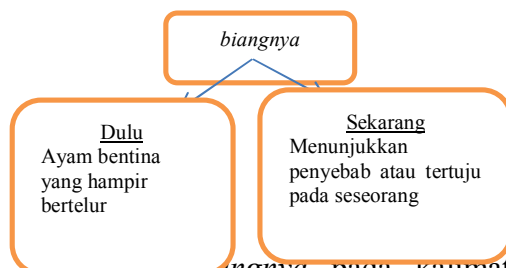 biangnya
Dulu
Ayam bentina
yang hampir
bertelur
Sekarang
Menunjukkan
penyebab atau tertuju
pada seseorang